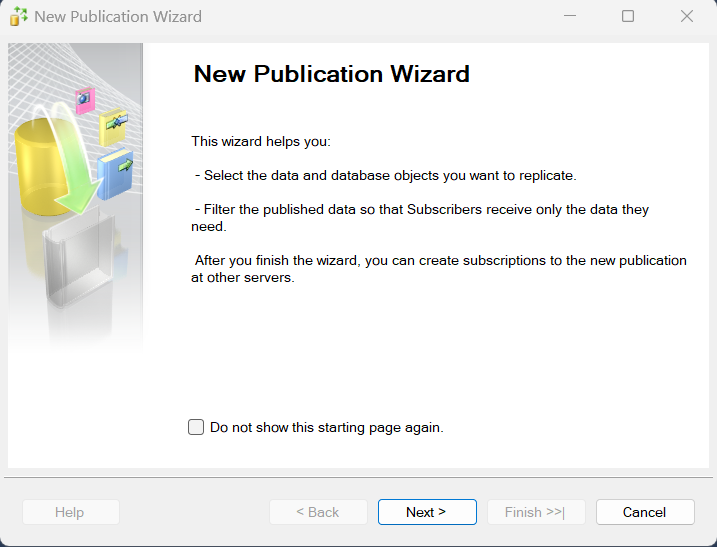 New Publication Wizard
New Publication Wizard
This wizard helps you:
- Select the data and database objects you want to replicate.
- Filter the published data so that Subscribers receive only the data they
need.
After you finish the wizard, you can create subscriptions to the new publication
at other servers.
Do not show this starting page again.
Help
< Back
Next >
Finish >>|
Cancel